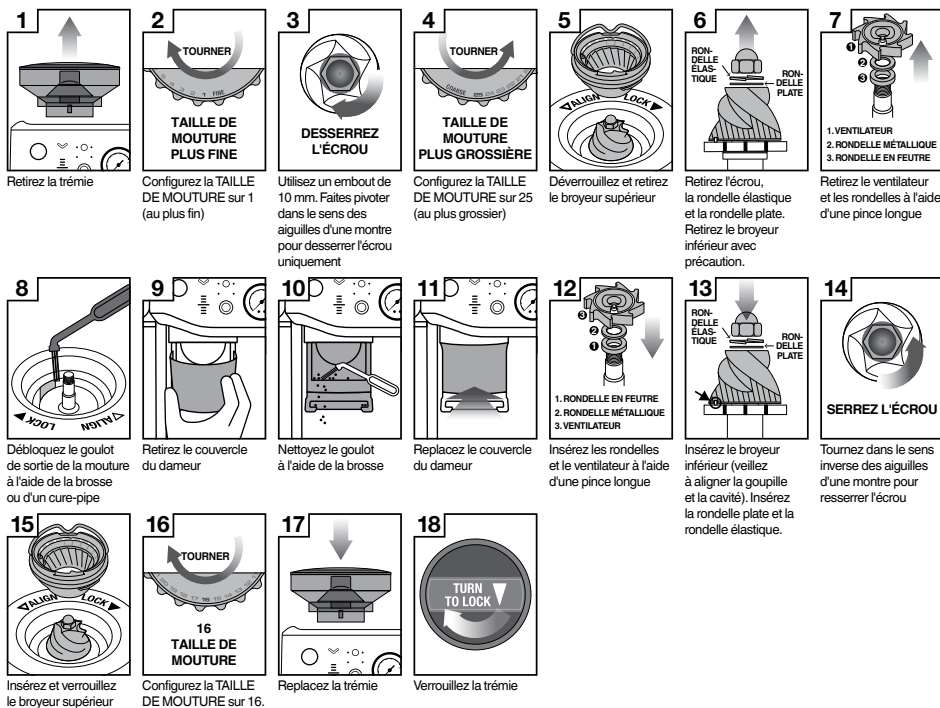 1
Retirez la trémie
2
TOURNER
3 2 1 FINE
TAILLE DE
MOUTURE
PLUS FINE
Configurez la TAILLE
DE MOUTURE sur 1
(au plus fin)
3
DESSERREZ
L'ÉCROU
Utilisez un embout de
10 mm. Faites pivoter
dans le sens des
aiguilles d'une montre
pour desserrer l'écrou
uniquement
4
TOURNER
COARSE 25 24 23 22 21
TAILLE DE
MOUTURE
PLUS GROSSIÈRE
Configurez la TAILLE
DE MOUTURE sur 25
(au plus grossier)
5
ALIGN LOCK
Déverrouillez et retirez
le broyeur supérieur
6
RON-
DELLE
ÉLAS-
TIQUE
RON-
DELLE
PLATE
Retirez l'écrou,
la rondelle élastique
et la rondelle plate.
Retirez le broyeur
inférieur avec
précaution.
7
1
2
3
1. VENTILATEUR
2. RONDELLE MÉTALLIQUE
3. RONDELLE EN FEUTRE
Retirez le ventilateur
et les rondelles à l'aide
d'une pince longue
8
LOCK ALIGN
Débloquez le goulot
de sortie de la mouture
à l'aide de la brosse
ou d'un cure-pipe
9
Retirez le couvercle
du dameur
10
Nettoyez le goulot
à l'aide de la brosse
11
Replacez le couvercle
du dameur
12
3
2
1
1. RONDELLE EN FEUTRE
2. RONDELLE MÉTALLIQUE
3. VENTILATEUR
Insérez les rondelles
et le ventilateur à l'aide
d'une pince longue
13
RON-
DELLE
ÉLAS-
TIQUE
RON-
DELLE
PLATE
Insérez le broyeur
inférieur (veillez
à aligner la goupille
et la cavité). Insérez
la rondelle plate et la
rondelle élastique.
14
SERREZ L'ÉCROU
Tournez dans le sens
inverse des aiguilles
d'une montre pour
resserrer l'écrou
15
ALIGN LOCK
Insérez et verrouillez
le broyeur supérieur
16
TOURNER
18 17 16 15 14 13 12
16
TAILLE DE
MOUTURE
Configurez la TAILLE
DE MOUTURE sur 16.
17
Replacez la trémie
18
TURN
TO LOCK
Verrouillez la trémie